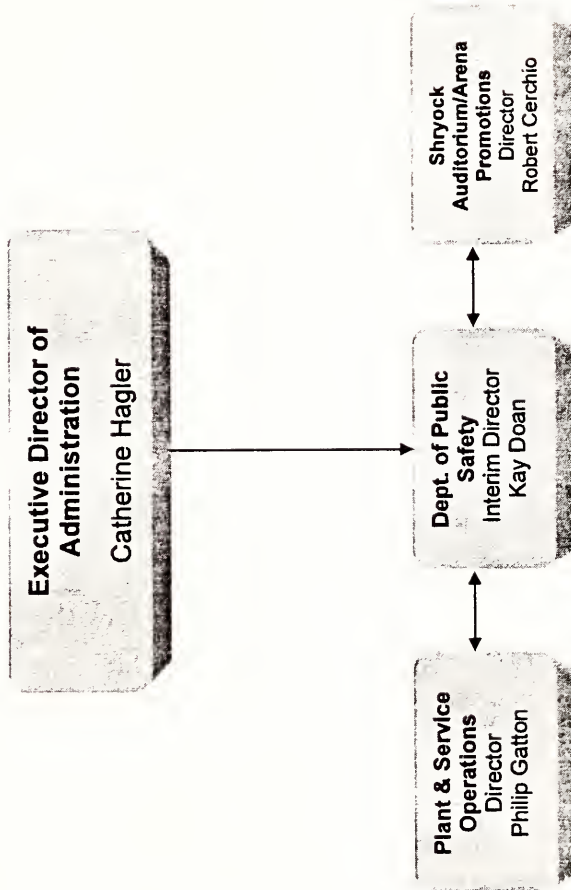 Executive Director of
Administration
Catherine Hagler
Plant & Service
Operations
Director
Philip Gatton
Dept. of Public
Safety
Interim Director
Kay Doan
Shryock
Auditorium/Arena
Promotions
Director
Robert Cerchio